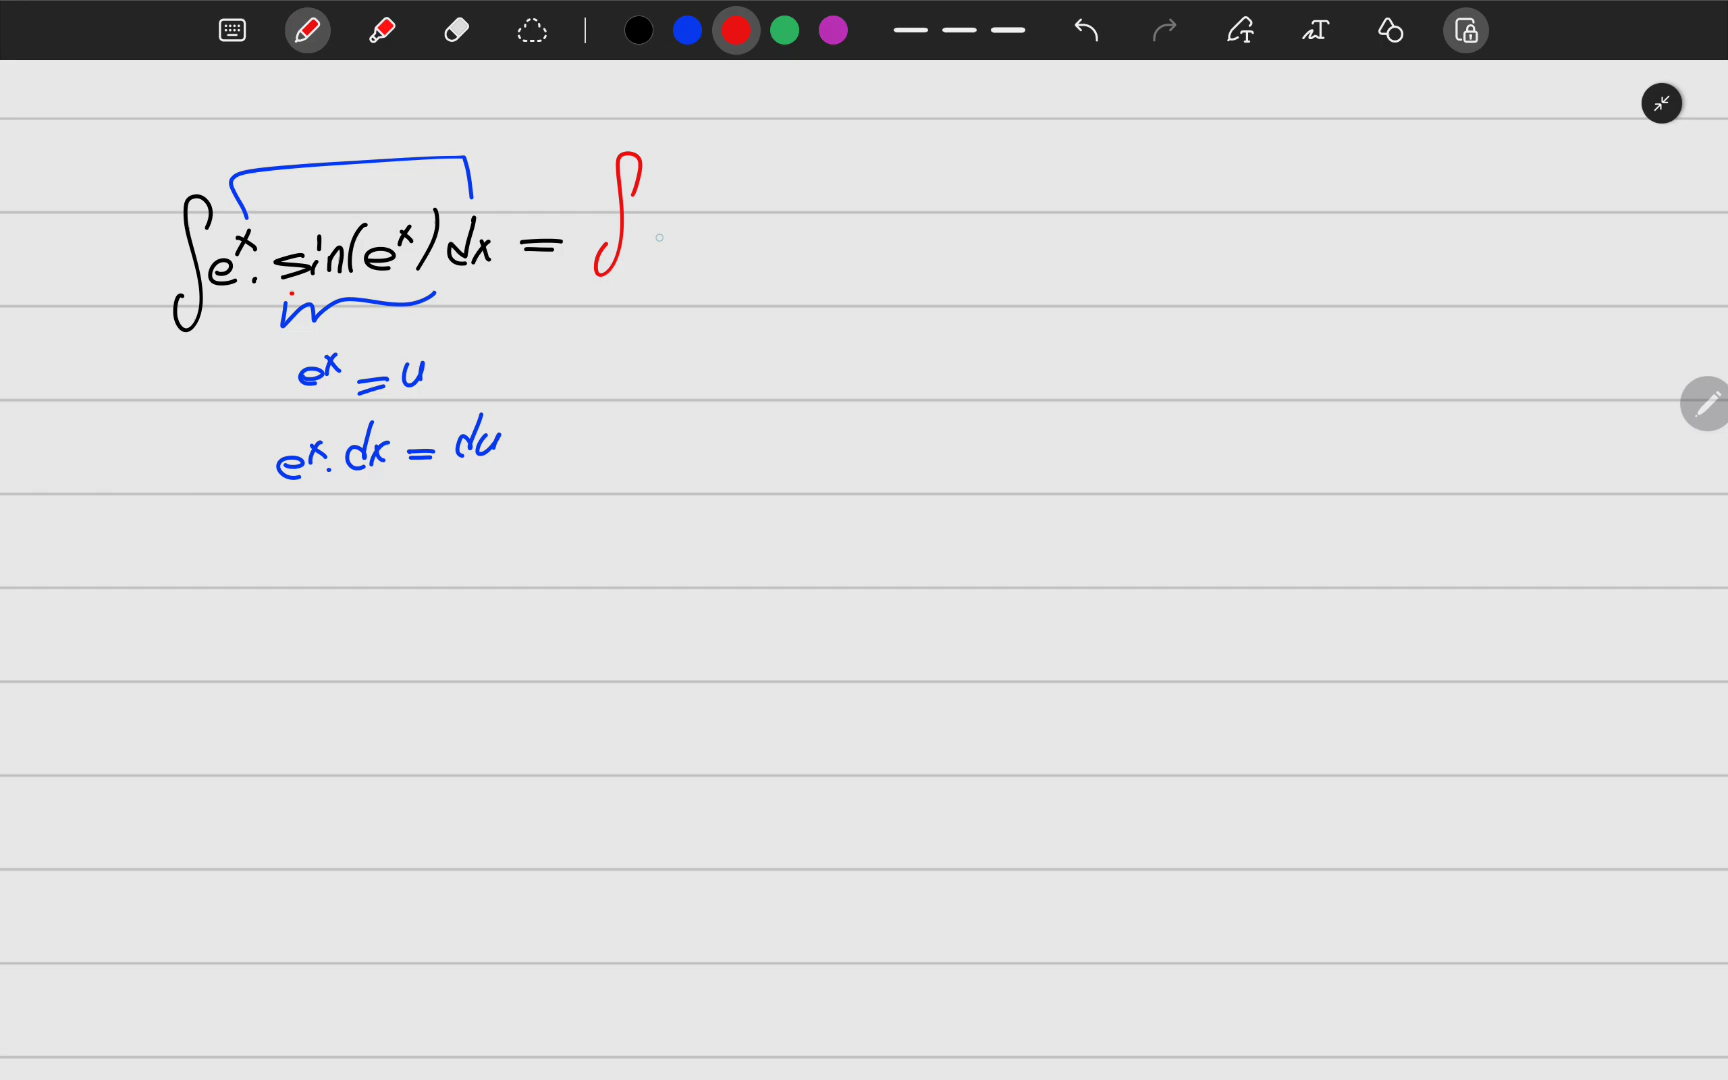 ∫eˣ. sin(eˣ)dx = ∫
eˣ = u
eˣ. dx = du